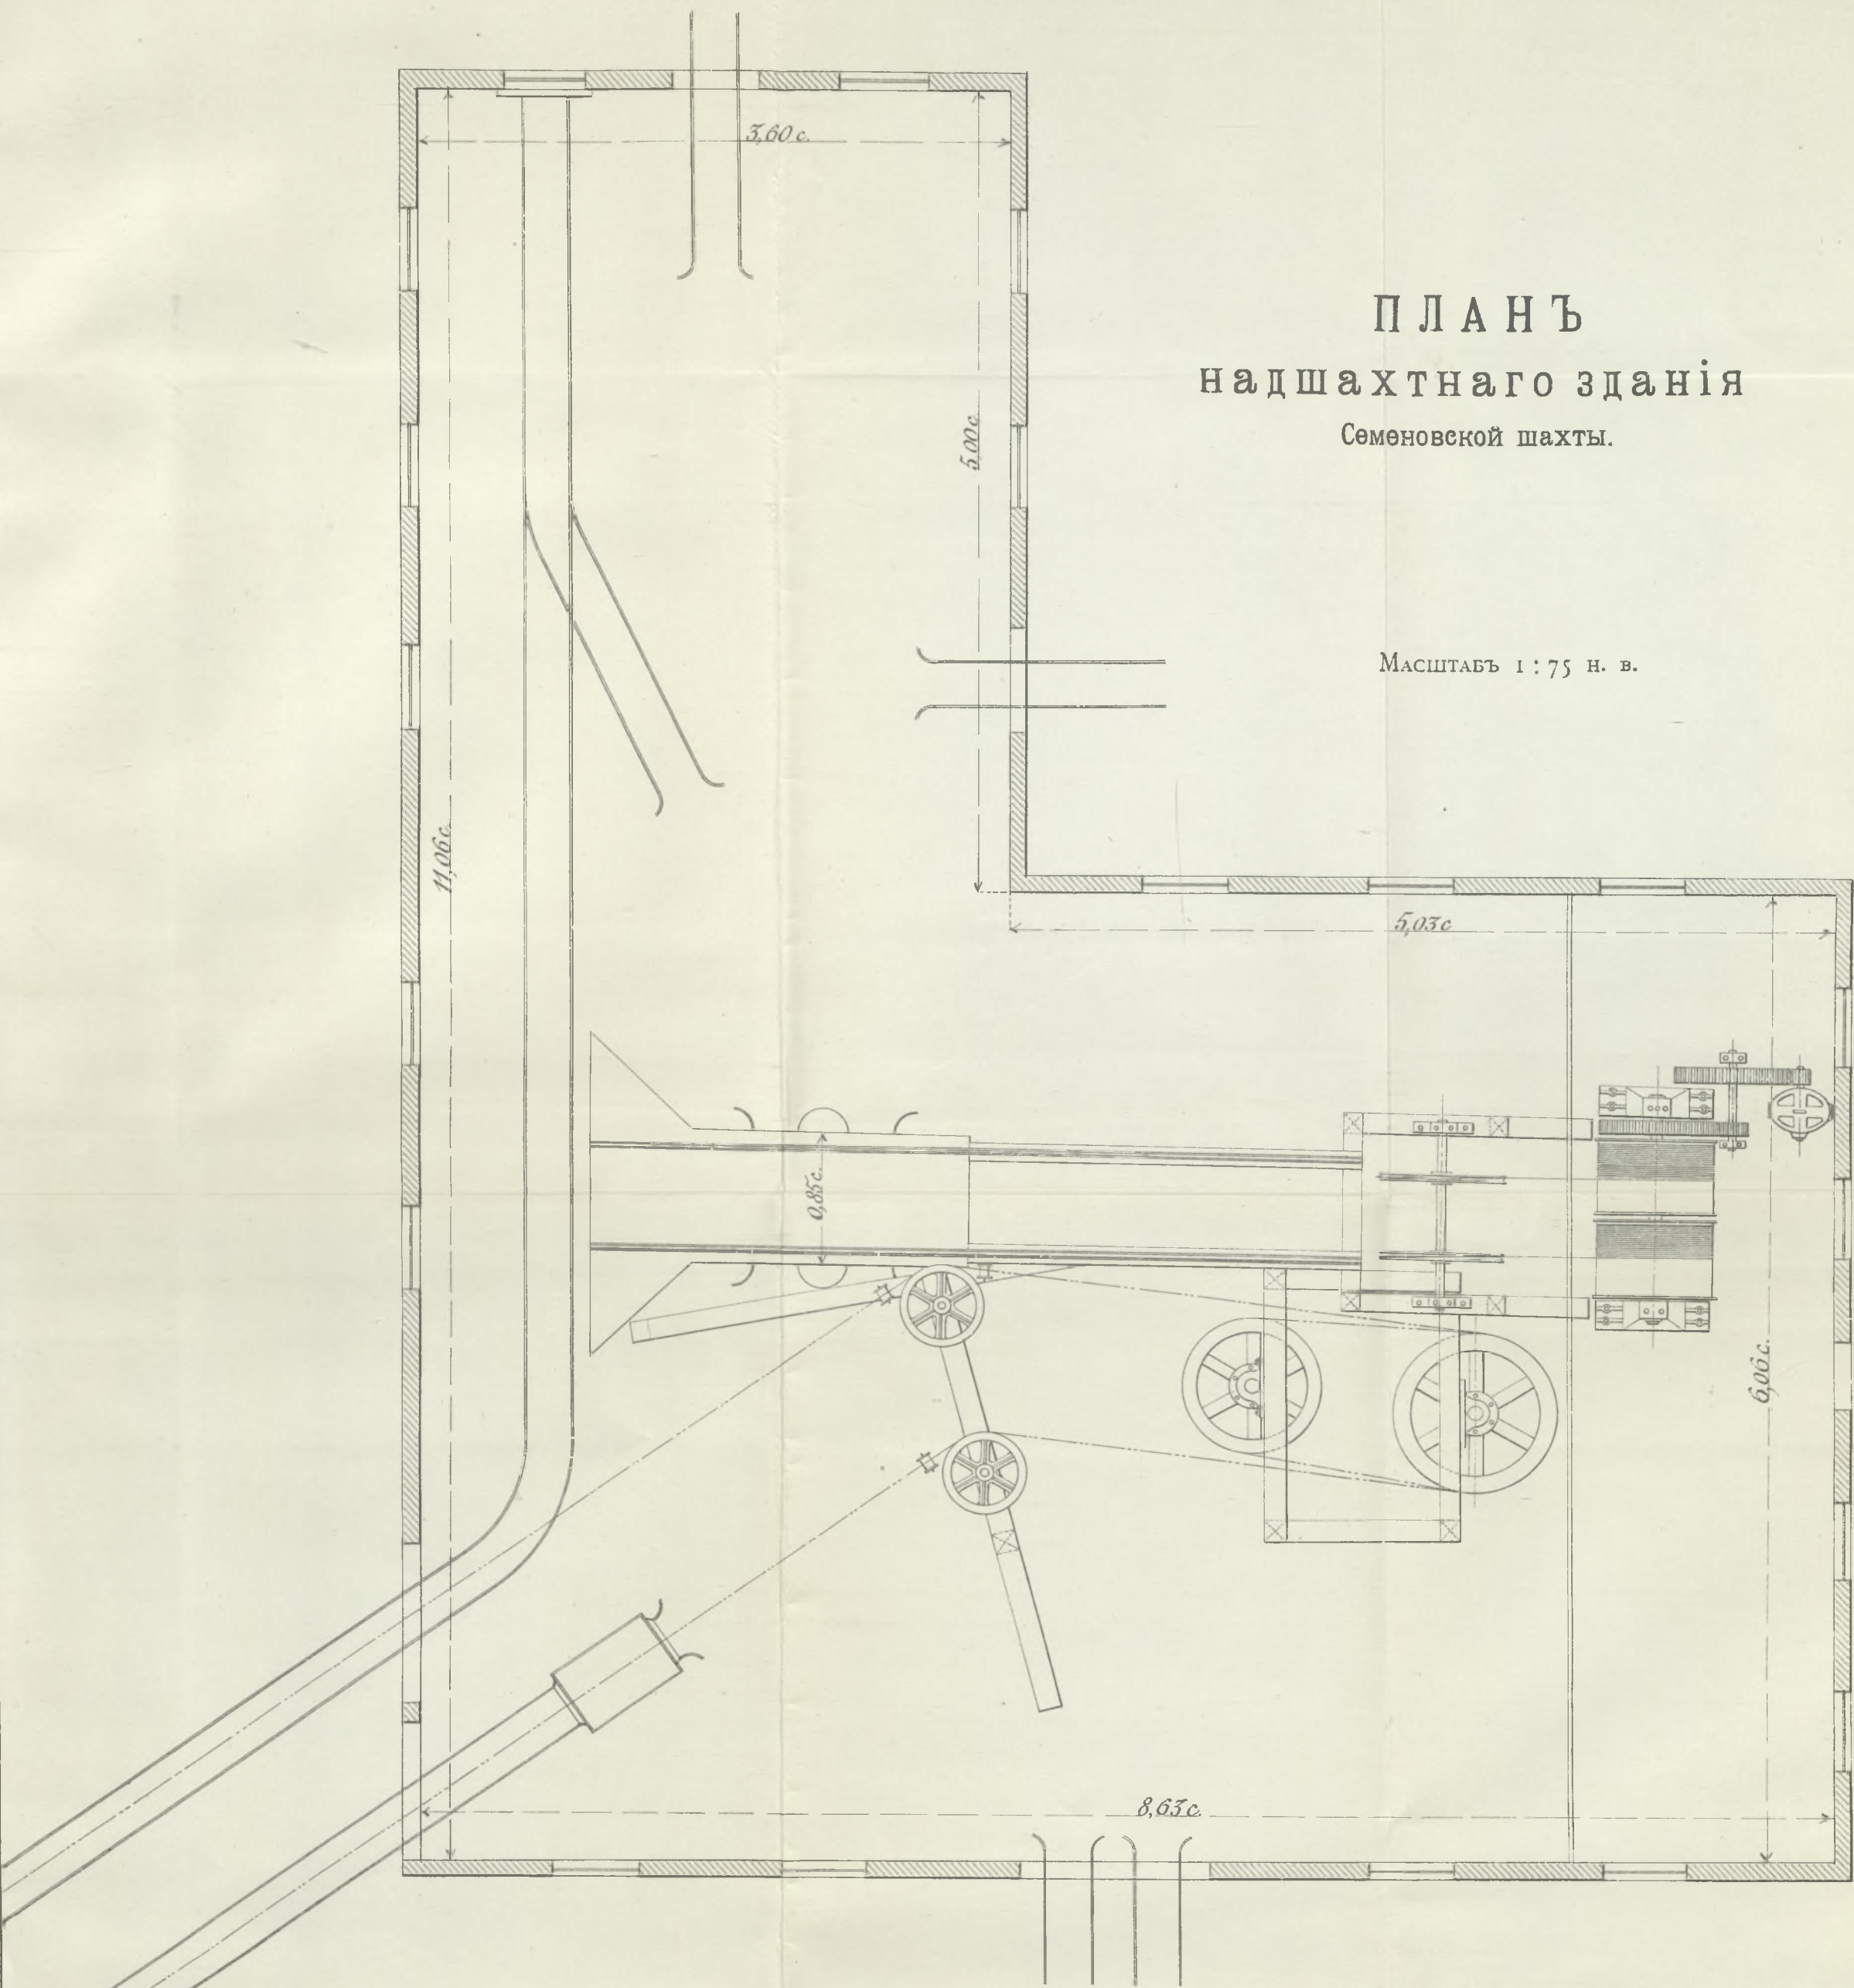 3,60 с.
ПЛАНЪ
надшахтнаго зданія
Семеновской шахты.
5,00 с
Масштабъ 1 : 75 н. в.
11,06 с.
5,03 с
0,85 с.
6,06 с.
8,63 с.